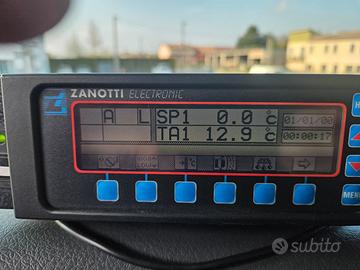 ZANOTTI ELECTRONIC
A L SP1 0.0 °C 01/01/00
TA1 12.9 °C 00:00:17
MENU
subito